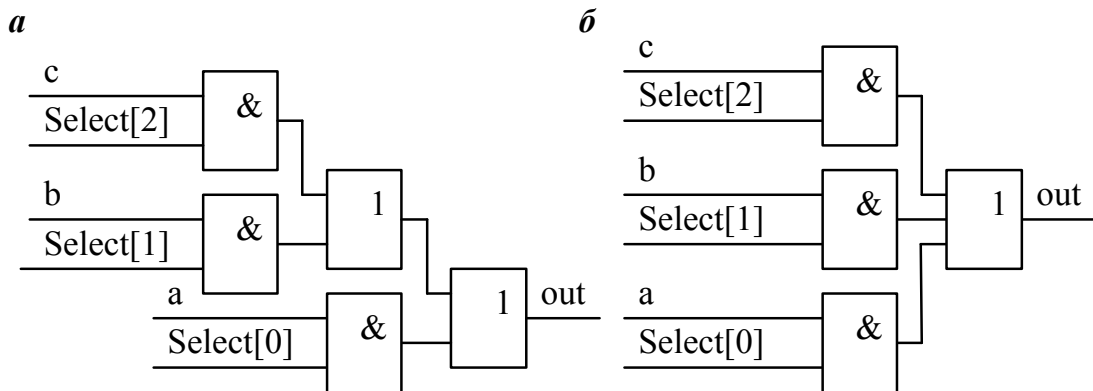 а
c
&
Select[2]
1
b
&
Select[1]
1
out
a
&
Select[0]
б
c
&
Select[2]
b
&
Select[1]
1
out
a
&
Select[0]